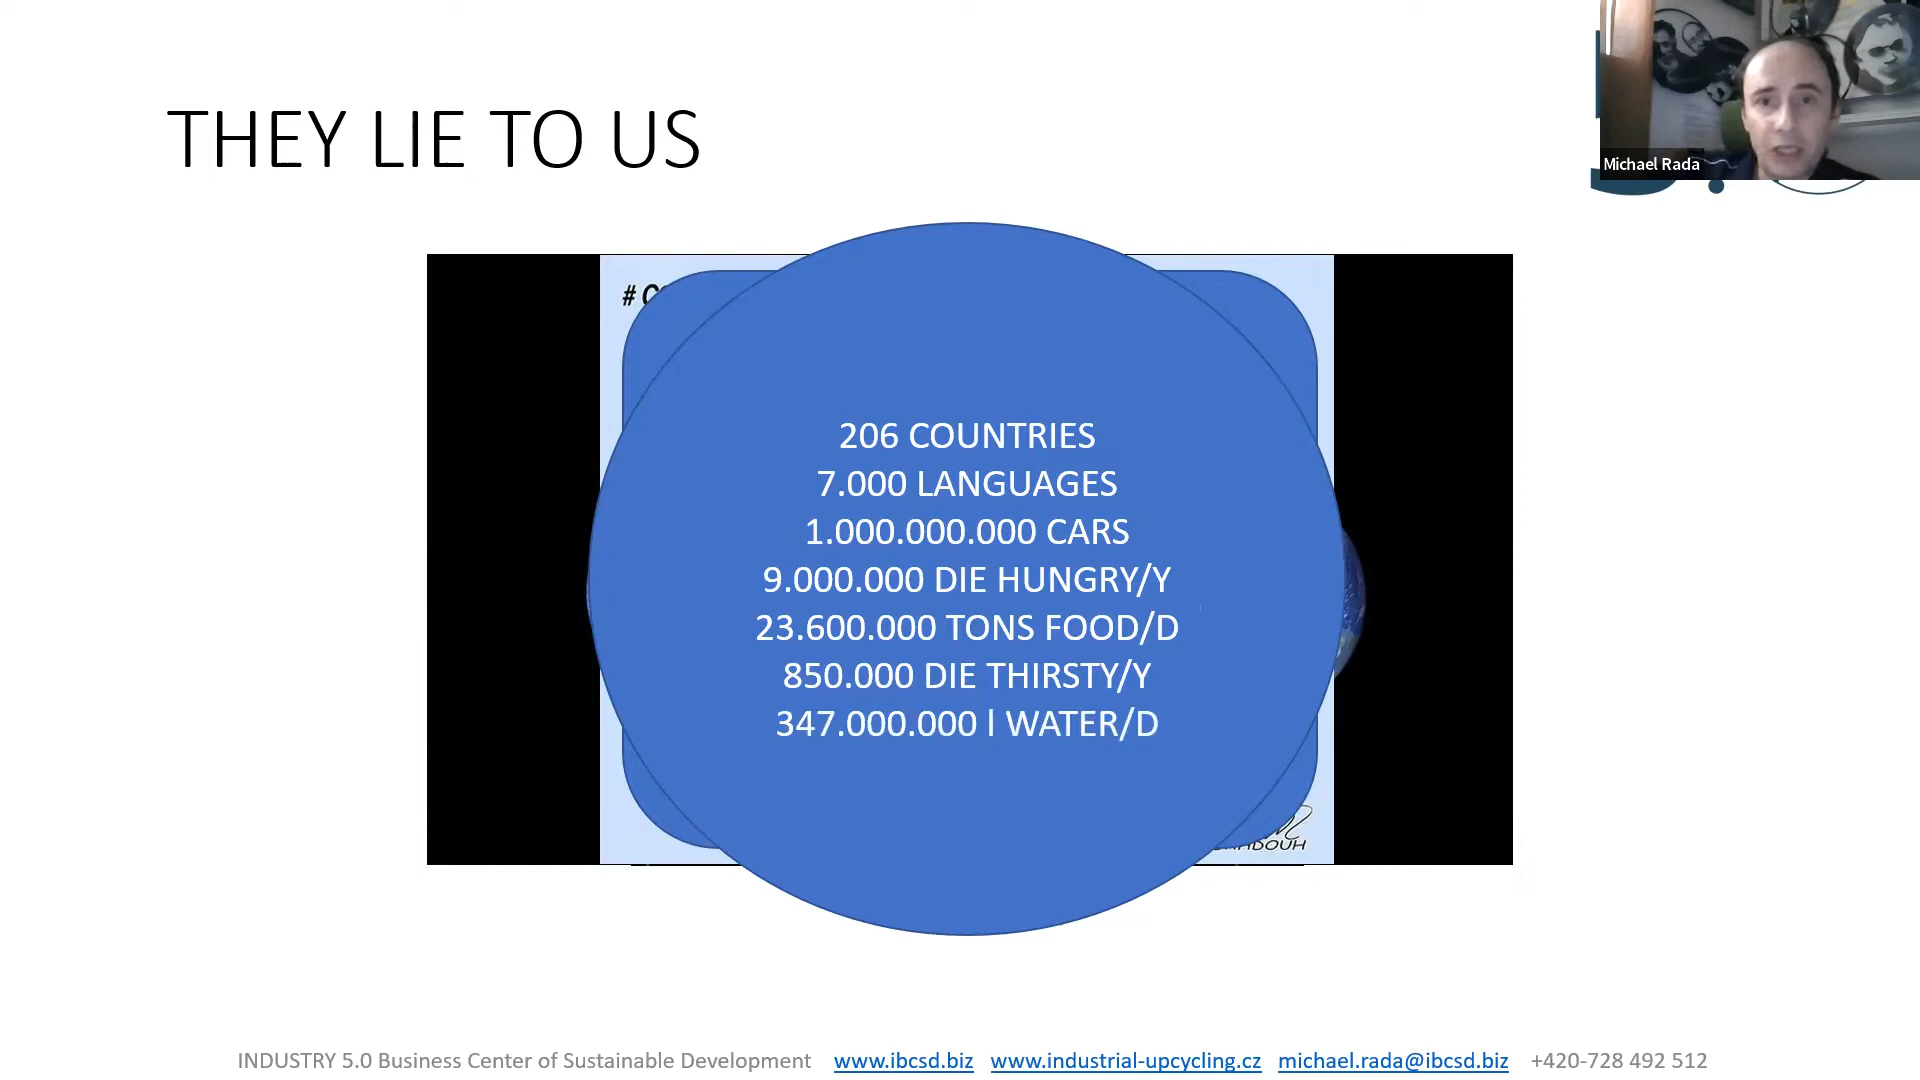 THEY LIE TO US
Michael Rada
206 COUNTRIES
7.000 LANGUAGES
1.000.000.000 CARS
9.000.000 DIE HUNGRY/Y
23.600.000 TONS FOOD/D
850.000 DIE THIRSTY/Y
347.000.000 l WATER/D
INDUSTRY 5.0 Business Center of Sustainable Development www.ibcsd.biz www.industrial-upcycling.cz michael.rada@ibcsd.biz +420-728 492 512